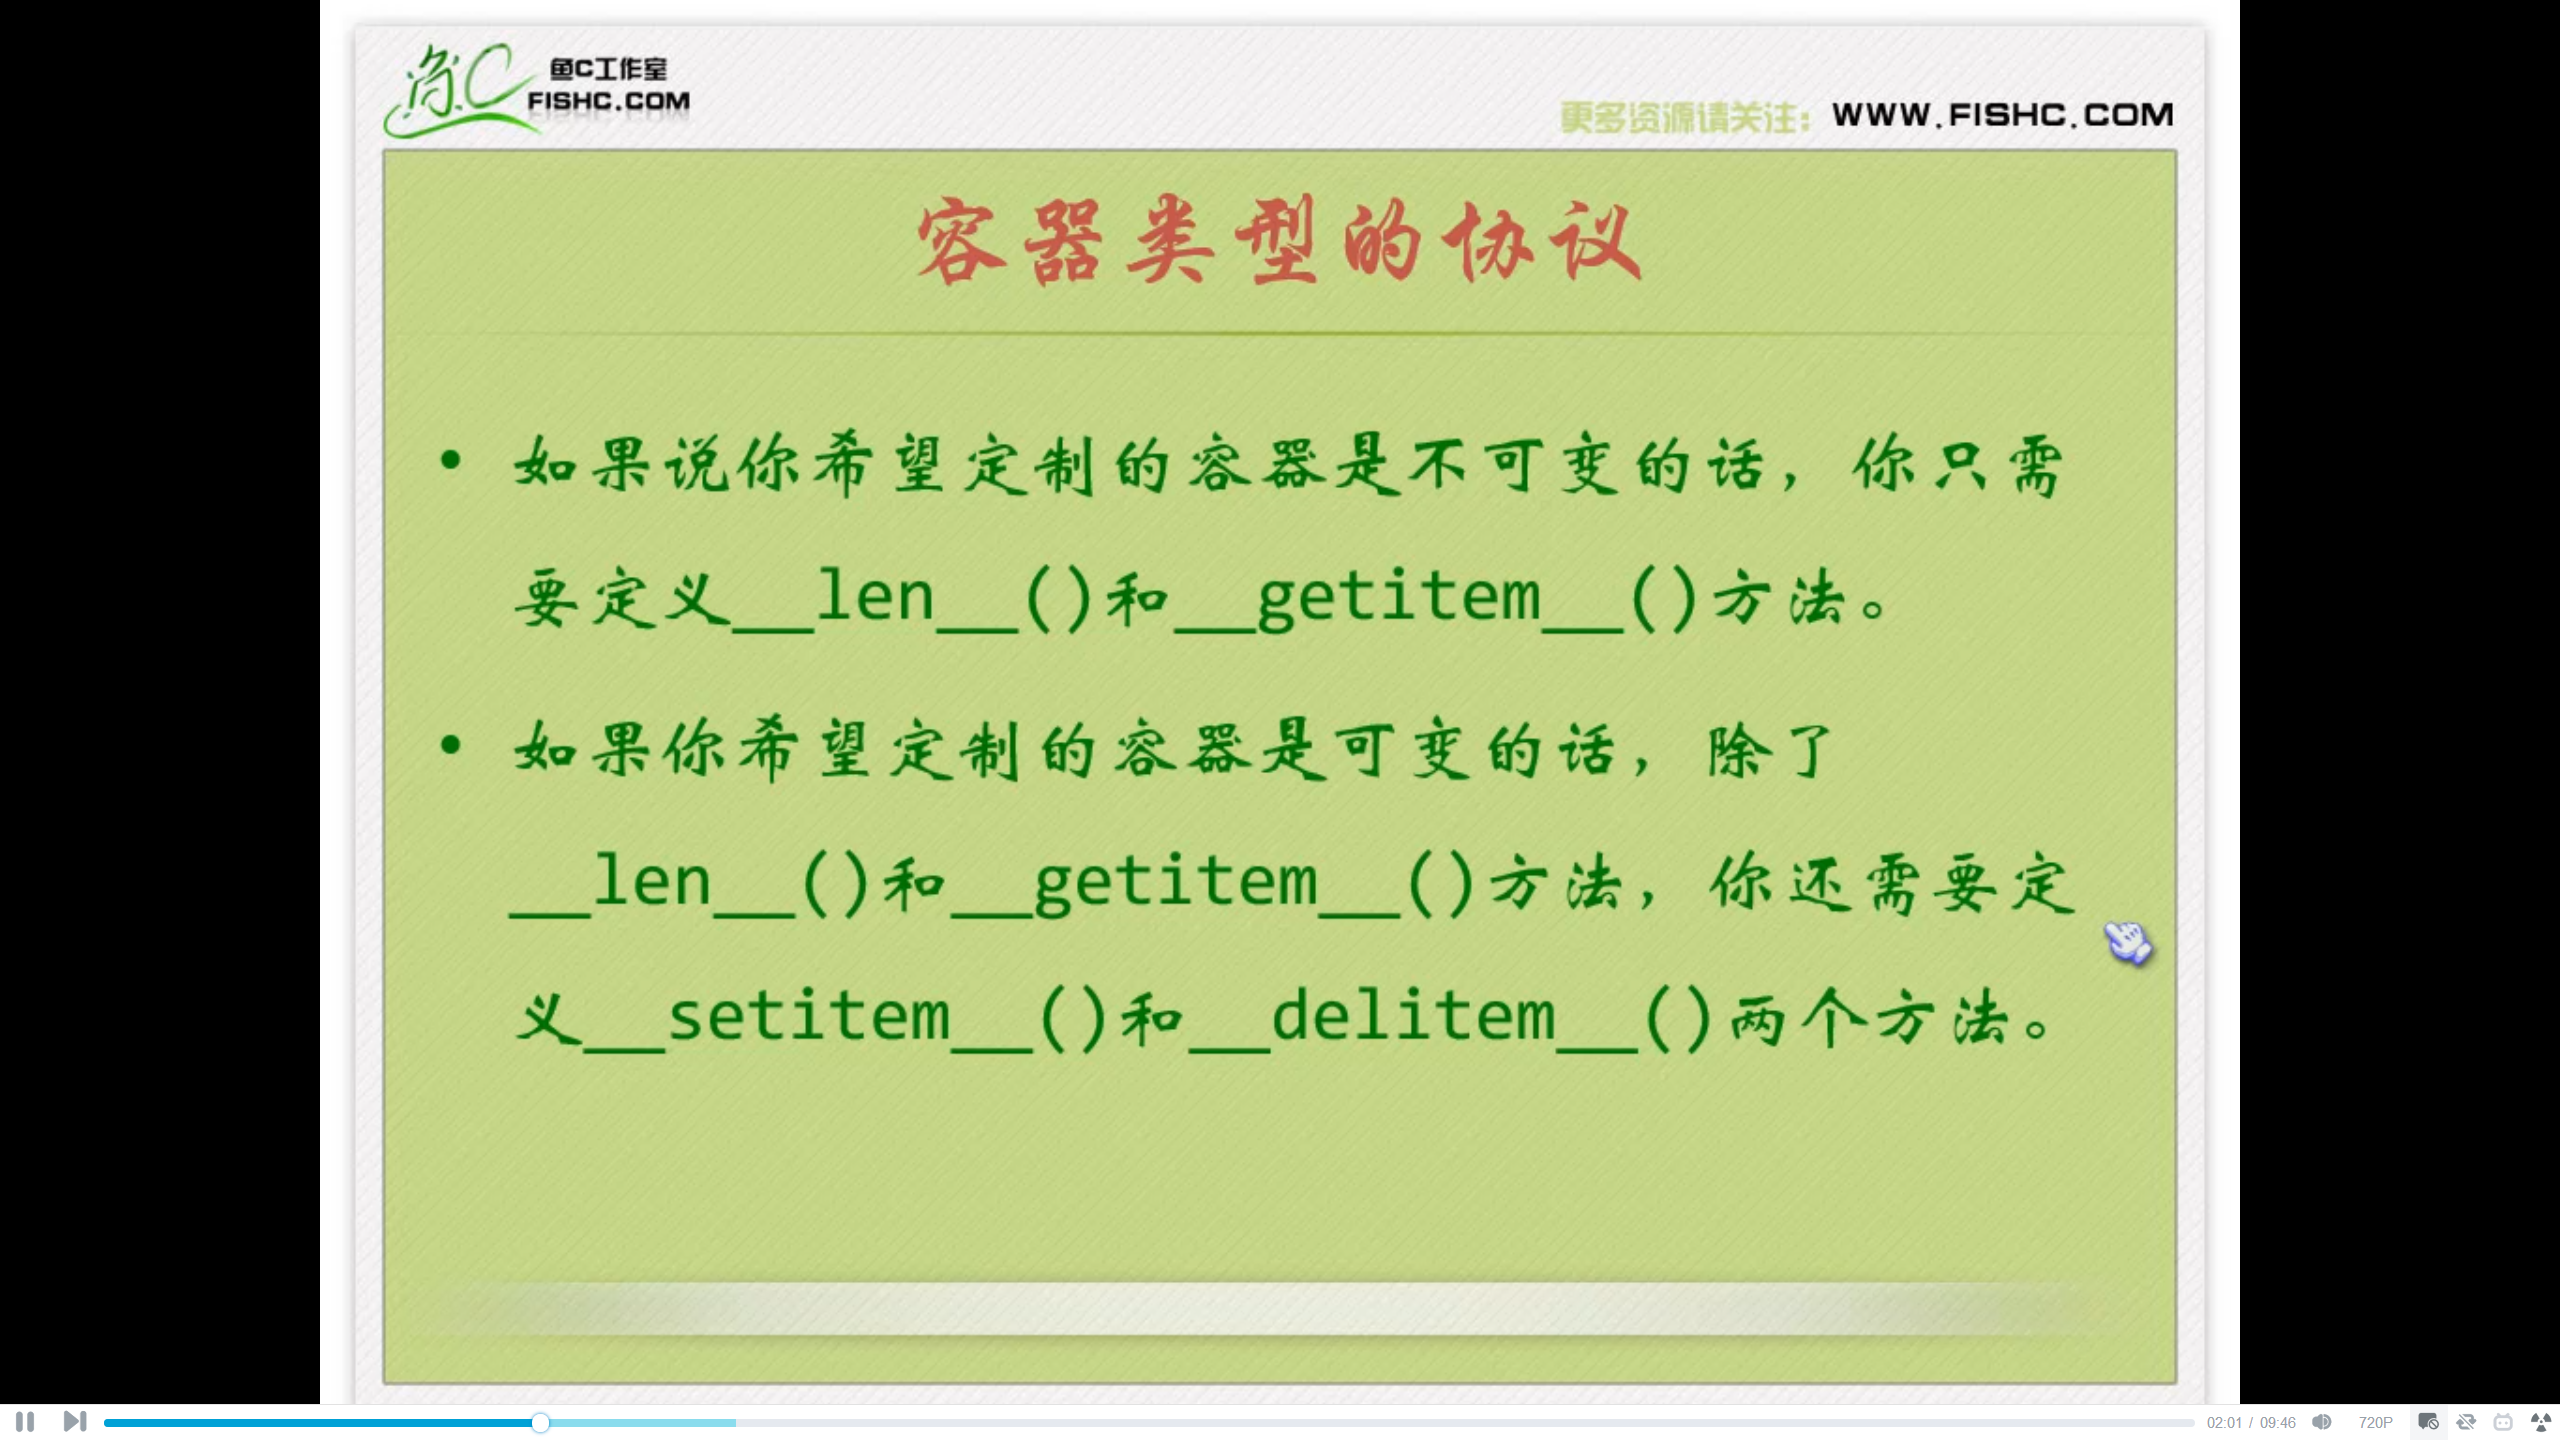 鱼C工作室
FISHC.COM
更多资源请关注：WWW.FISHC.COM
容器类型的协议
• 如果说你希望定制的容器是不可变的话，你只需
要定义__len__()和__getitem__()方法。
• 如果你希望定制的容器是可变的话，除了
__len__()和__getitem__()方法，你还需要定
义__setitem__()和__delitem__()两个方法。
02:01 / 09:46 720P